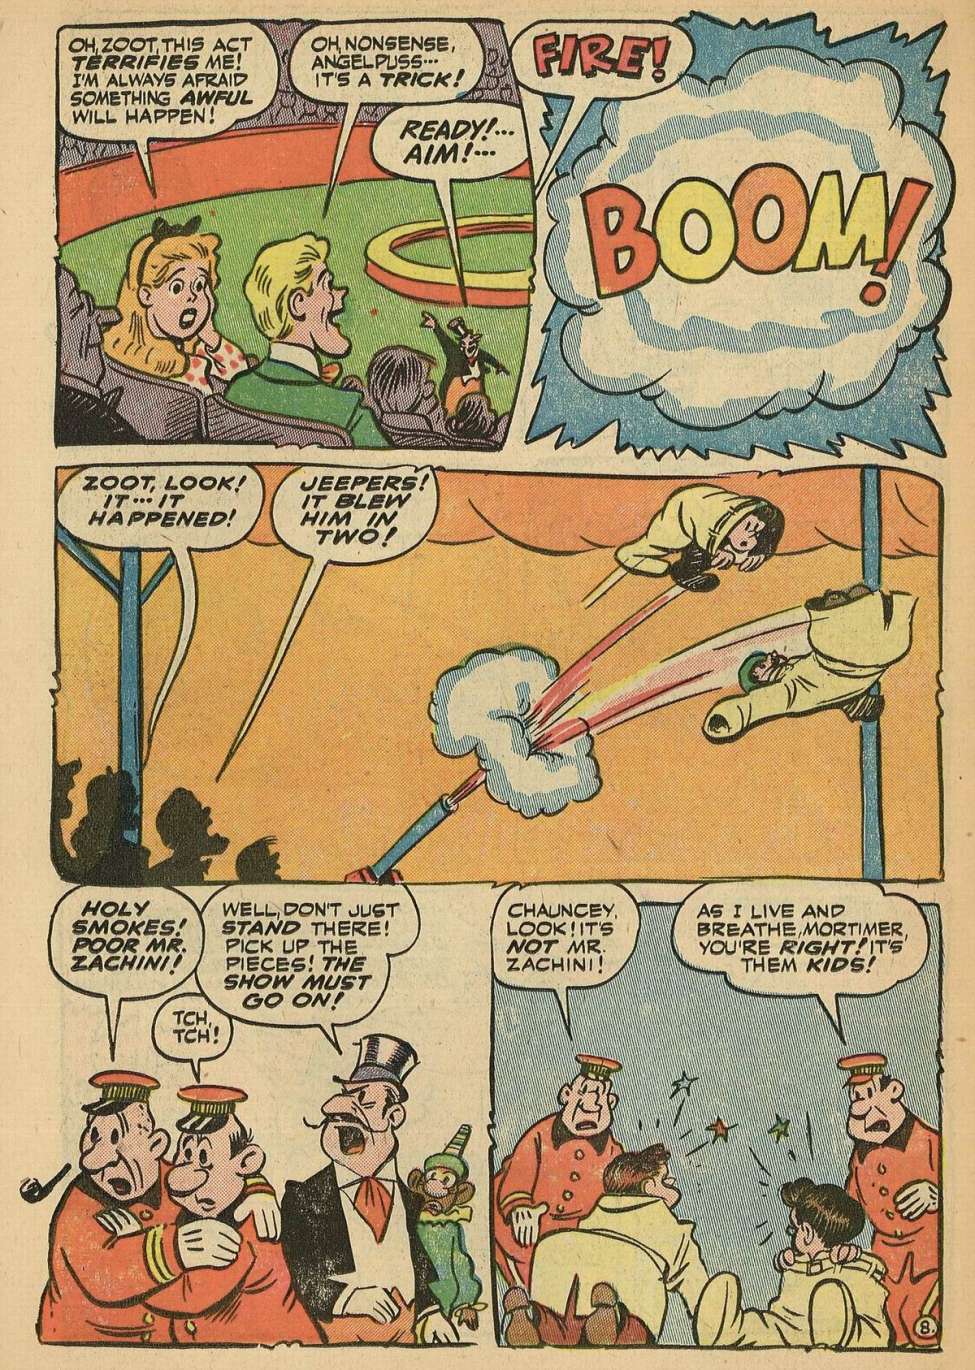 OH, ZOOT, THIS ACT
TERRIFIES ME!
I'M ALWAYS AFRAID
SOMETHING AWFUL
WILL HAPPEN!
OH, NONSENSE,
ANGELPUSS...
IT'S A TRICK!
READY!...
AIM!...
FIRE!
BOOM!
ZOOT, LOOK!
IT... IT
HAPPENED!
JEEPERS!
IT BLEW
HIM IN
TWO!
HOLY
SMOKES!
POOR MR.
ZACHINI!
TCH,
TCH!
WELL, DON'T JUST
STAND THERE!
PICK UP THE
PIECES! THE
SHOW MUST
GO ON!
CHAUNCEY,
LOOK! IT'S
NOT MR.
ZACHINI!
AS I LIVE AND
BREATHE, MORTIMER,
YOU'RE RIGHT! IT'S
THEM KIDS!
8.